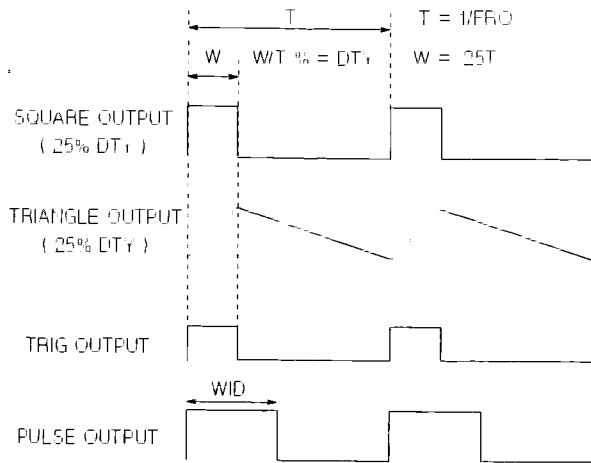 T T = 1/FRQ
W W/T % = DTY W = .25T
SQUARE OUTPUT
( 25% DTY )
TRIANGLE OUTPUT
( 25% DTY )
TRIG OUTPUT
WID
PULSE OUTPUT